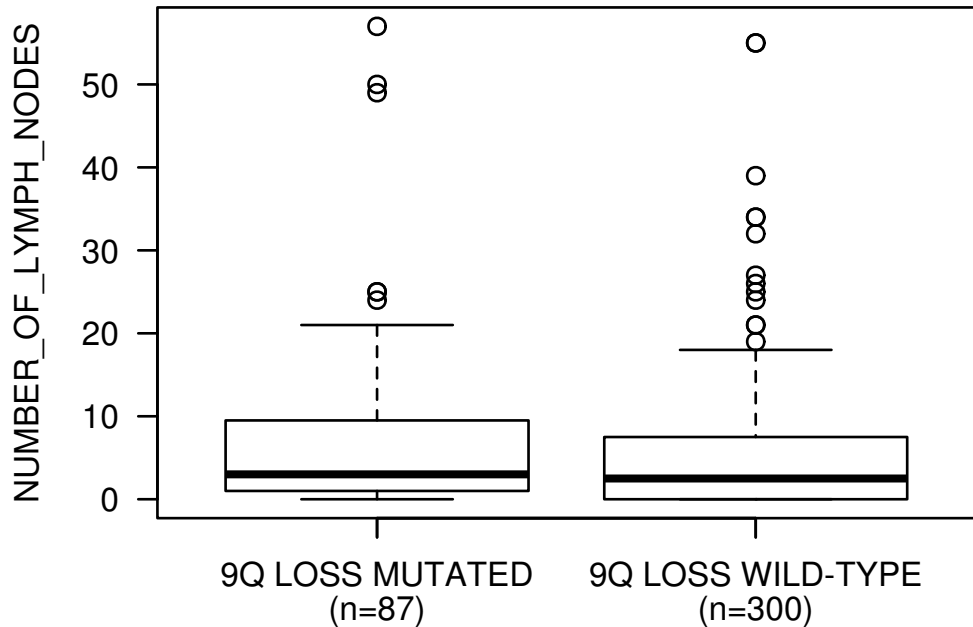 NUMBER_OF_LYMPH_NODES
50
40
30
20
10
0
9Q LOSS MUTATED
(n=87)
9Q LOSS WILD-TYPE
(n=300)